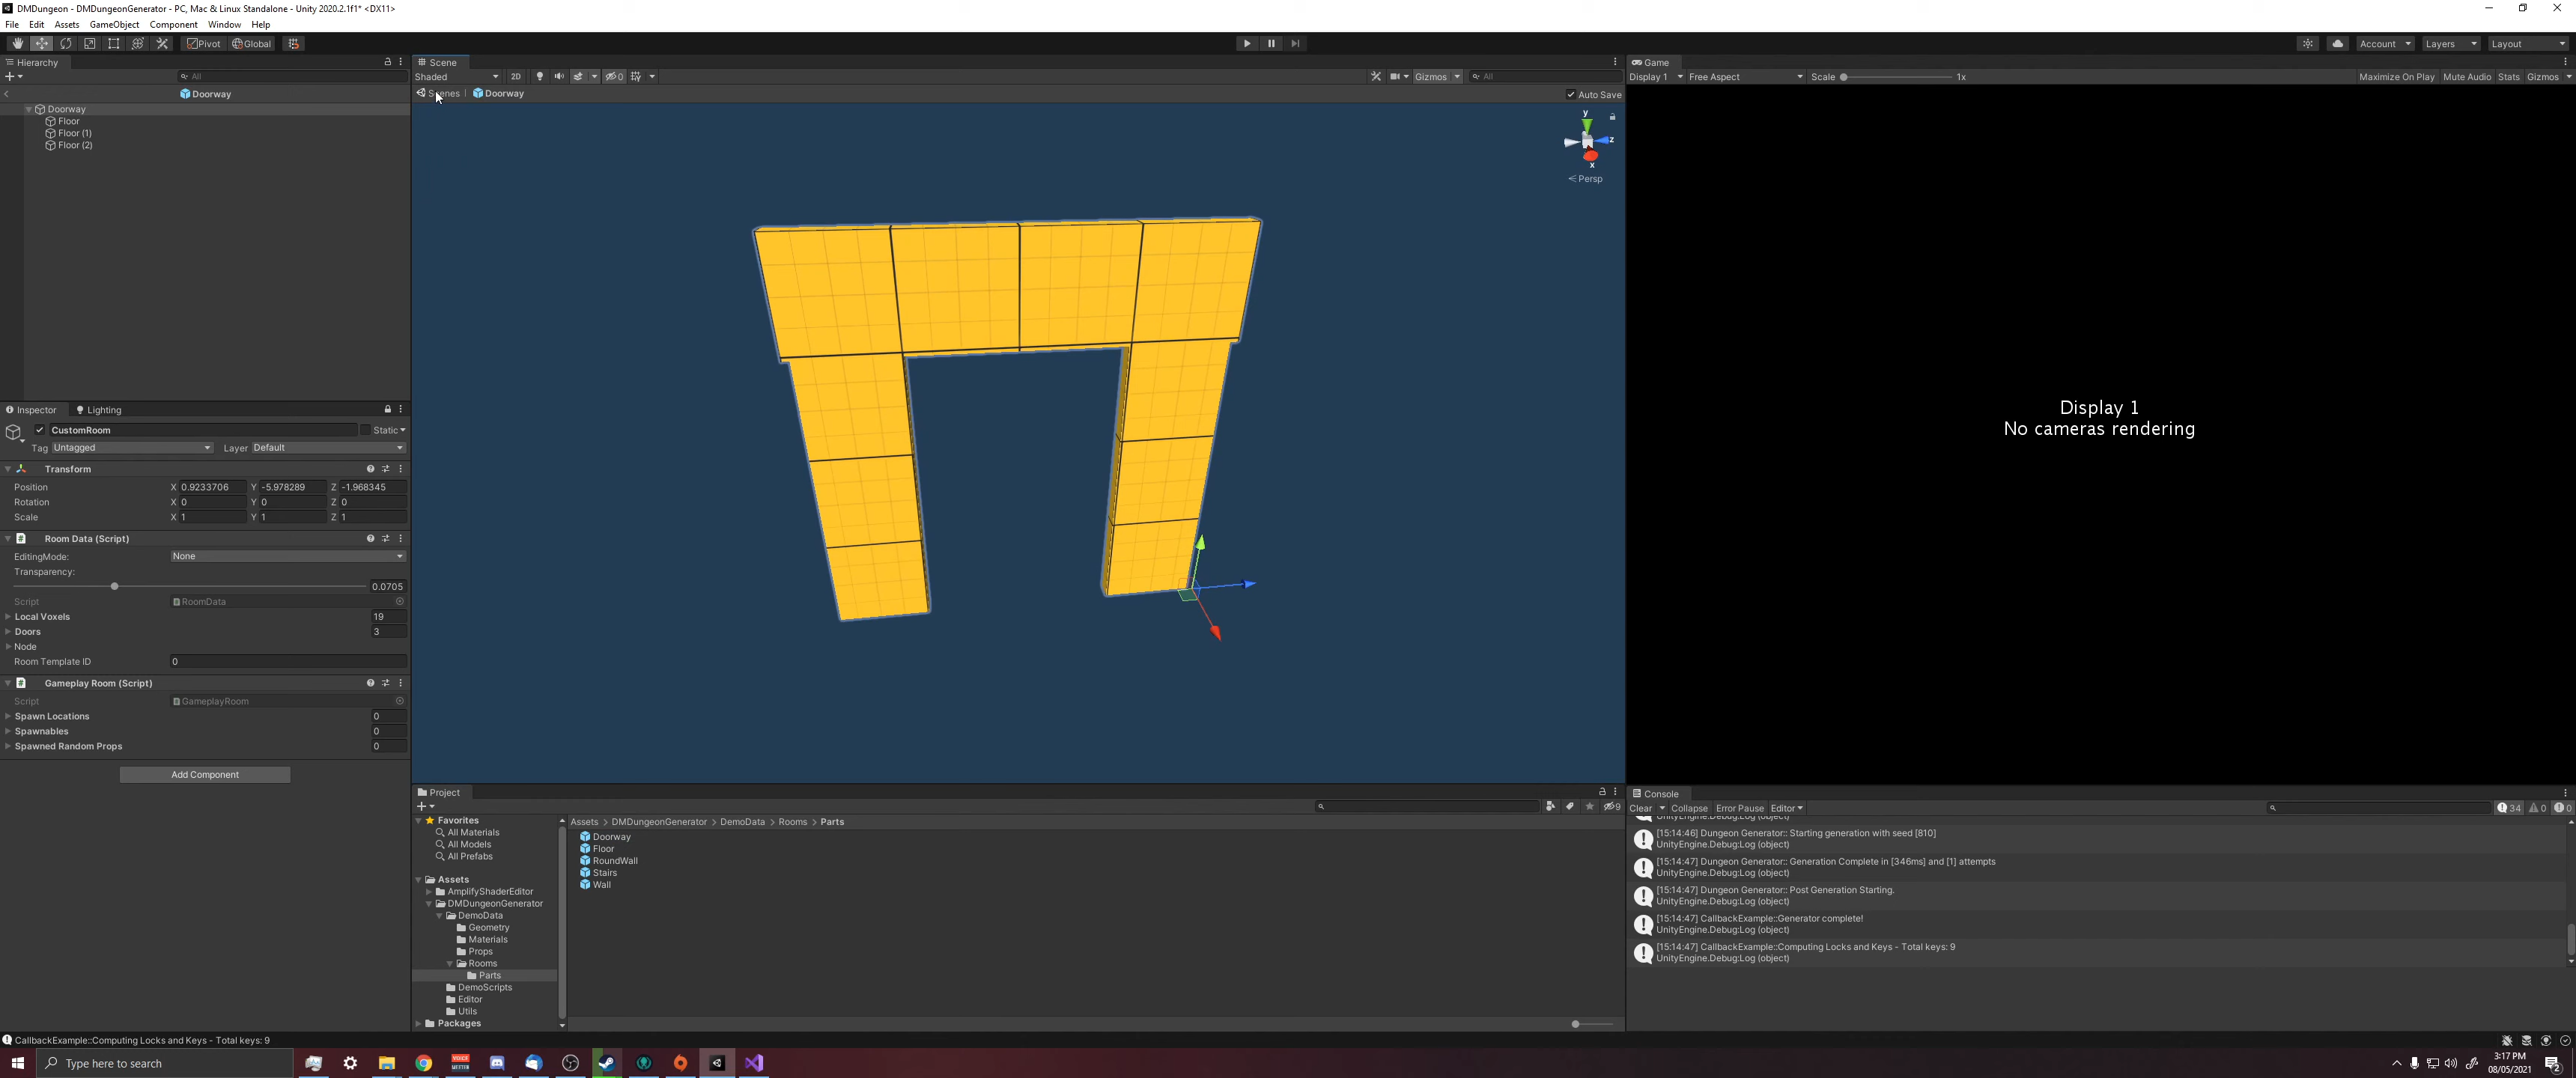 DMDungeon - DMDungeonGenerator - PC, Mac & Linux Standalone - Unity 2020.2.1f1* <DX11>
File Edit Assets GameObject Component Window Help
Pivot Global Account Layers Layout
Hierarchy
All
Doorway
Doorway
Floor
Floor (1)
Floor (2)
Inspector Lighting
CustomRoom Static
Tag Untagged Layer Default
Transform
Position X 0.9233706 Y -5.978289 Z -1.968345
Rotation X 0 Y 0 Z 0
Scale X 1 Y 1 Z 1
Room Data (Script)
EditingMode: None
Transparency:
0.0705
Script RoomData
Local Voxels 19
Doors 3
Node
Room Template ID 0
Gameplay Room (Script)
Script GameplayRoom
Spawn Locations 0
Spawnables 0
Spawned Random Props 0
Add Component
Scene
Shaded 2D 0 Gizmos All
Scenes Doorway Auto Save
y
z
x
Persp
Game
Display 1 Free Aspect Scale 1x Maximize On Play Mute Audio Stats Gizmos
Display 1
No cameras rendering
Project
9
Favorites
All Materials
All Models
All Prefabs
Assets
AmplifyShaderEditor
DMDungeonGenerator
DemoData
Geometry
Materials
Props
Rooms
Parts
DemoScripts
Editor
Utils
Packages
Assets > DMDungeonGenerator > DemoData > Rooms > Parts
Doorway
Floor
RoundWall
Stairs
Wall
Console
Clear Collapse Error Pause Editor 34 0 0
UnityEngine.Debug:Log (object)
[15:14:46] Dungeon Generator:: Starting generation with seed [810]
UnityEngine.Debug:Log (object)
[15:14:47] Dungeon Generator:: Generation Complete in [346ms] and [1] attempts
UnityEngine.Debug:Log (object)
[15:14:47] Dungeon Generator:: Post Generation Starting.
UnityEngine.Debug:Log (object)
[15:14:47] CallbackExample::Generator complete!
UnityEngine.Debug:Log (object)
[15:14:47] CallbackExample::Computing Locks and Keys - Total keys: 9
UnityEngine.Debug:Log (object)
CallbackExample::Computing Locks and Keys - Total keys: 9
Type here to search
3:17 PM
08/05/2021
2